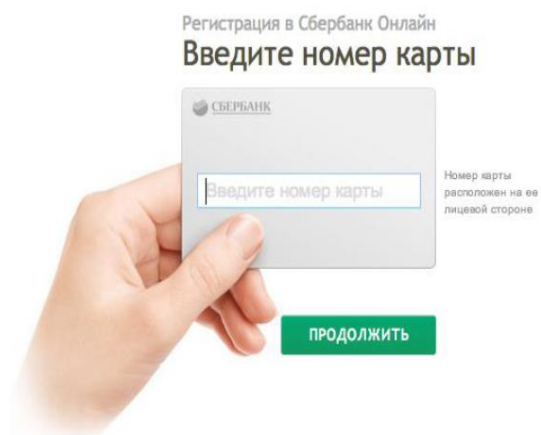 Регистрация в Сбербанк Онлайн
Введите номер карты
СБЕРБАНК
Введите номер карты
Номер карты
расположен на ее
лицевой стороне
ПРОДОЛЖИТЬ